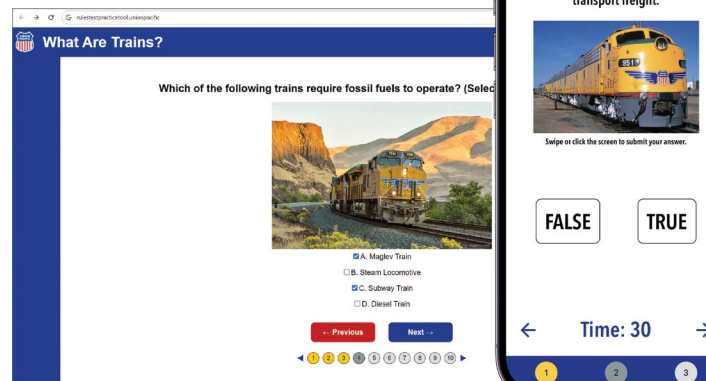 rulestestpracticetool.unionpacific
What Are Trains?
Which of the following trains require fossil fuels to operate? (Selec
A. Maglev Train
B. Steam Locomotive
C. Subway Train
D. Diesel Train
← Previous
Next →
1 2 3 4 5 6 7 8 9 10
transport freight.
951
Swipe or click the screen to submit your answer.
FALSE
TRUE
Time: 30
1
2
3